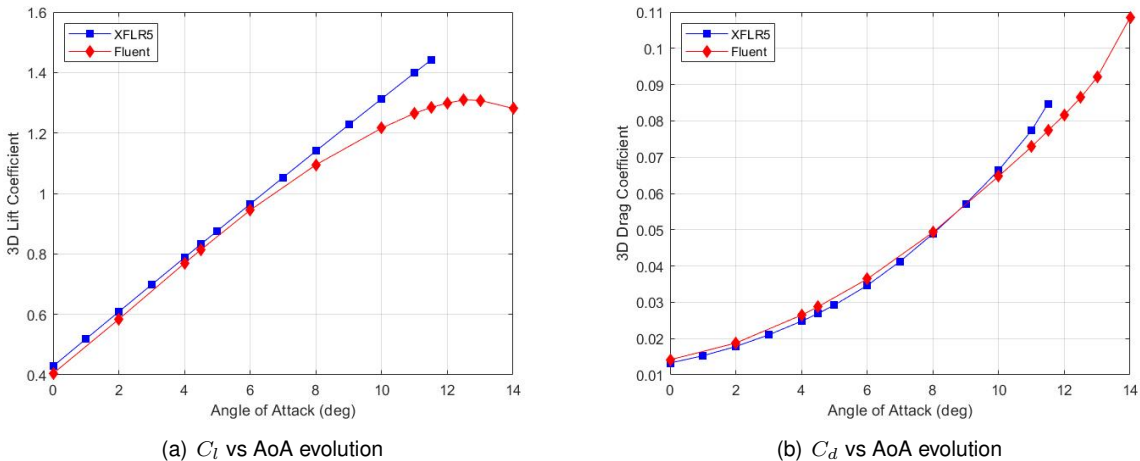 1.6
1.4
1.2
1
0.8
0.6
0.4
3D Lift Coefficient
XFLR5
Fluent
0 2 4 6 8 10 12 14
Angle of Attack (deg)
(a) C_l vs AoA evolution
0.11
0.1
0.09
0.08
0.07
0.06
0.05
0.04
0.03
0.02
0.01
3D Drag Coefficient
XFLR5
Fluent
0 2 4 6 8 10 12 14
Angle of Attack (deg)
(b) C_d vs AoA evolution